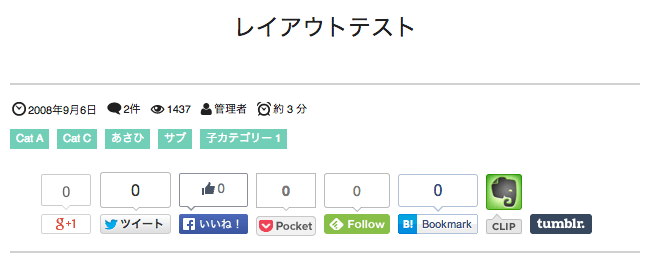 レイアウトテスト
2008年9月6日 2件 1437 管理者 約 3 分
Cat A Cat C あさひ サブ 子カテゴリー 1
0 0 0 0 0 0
g+1 ツイート いいね！ Pocket Follow B! Bookmark CLIP tumblr.